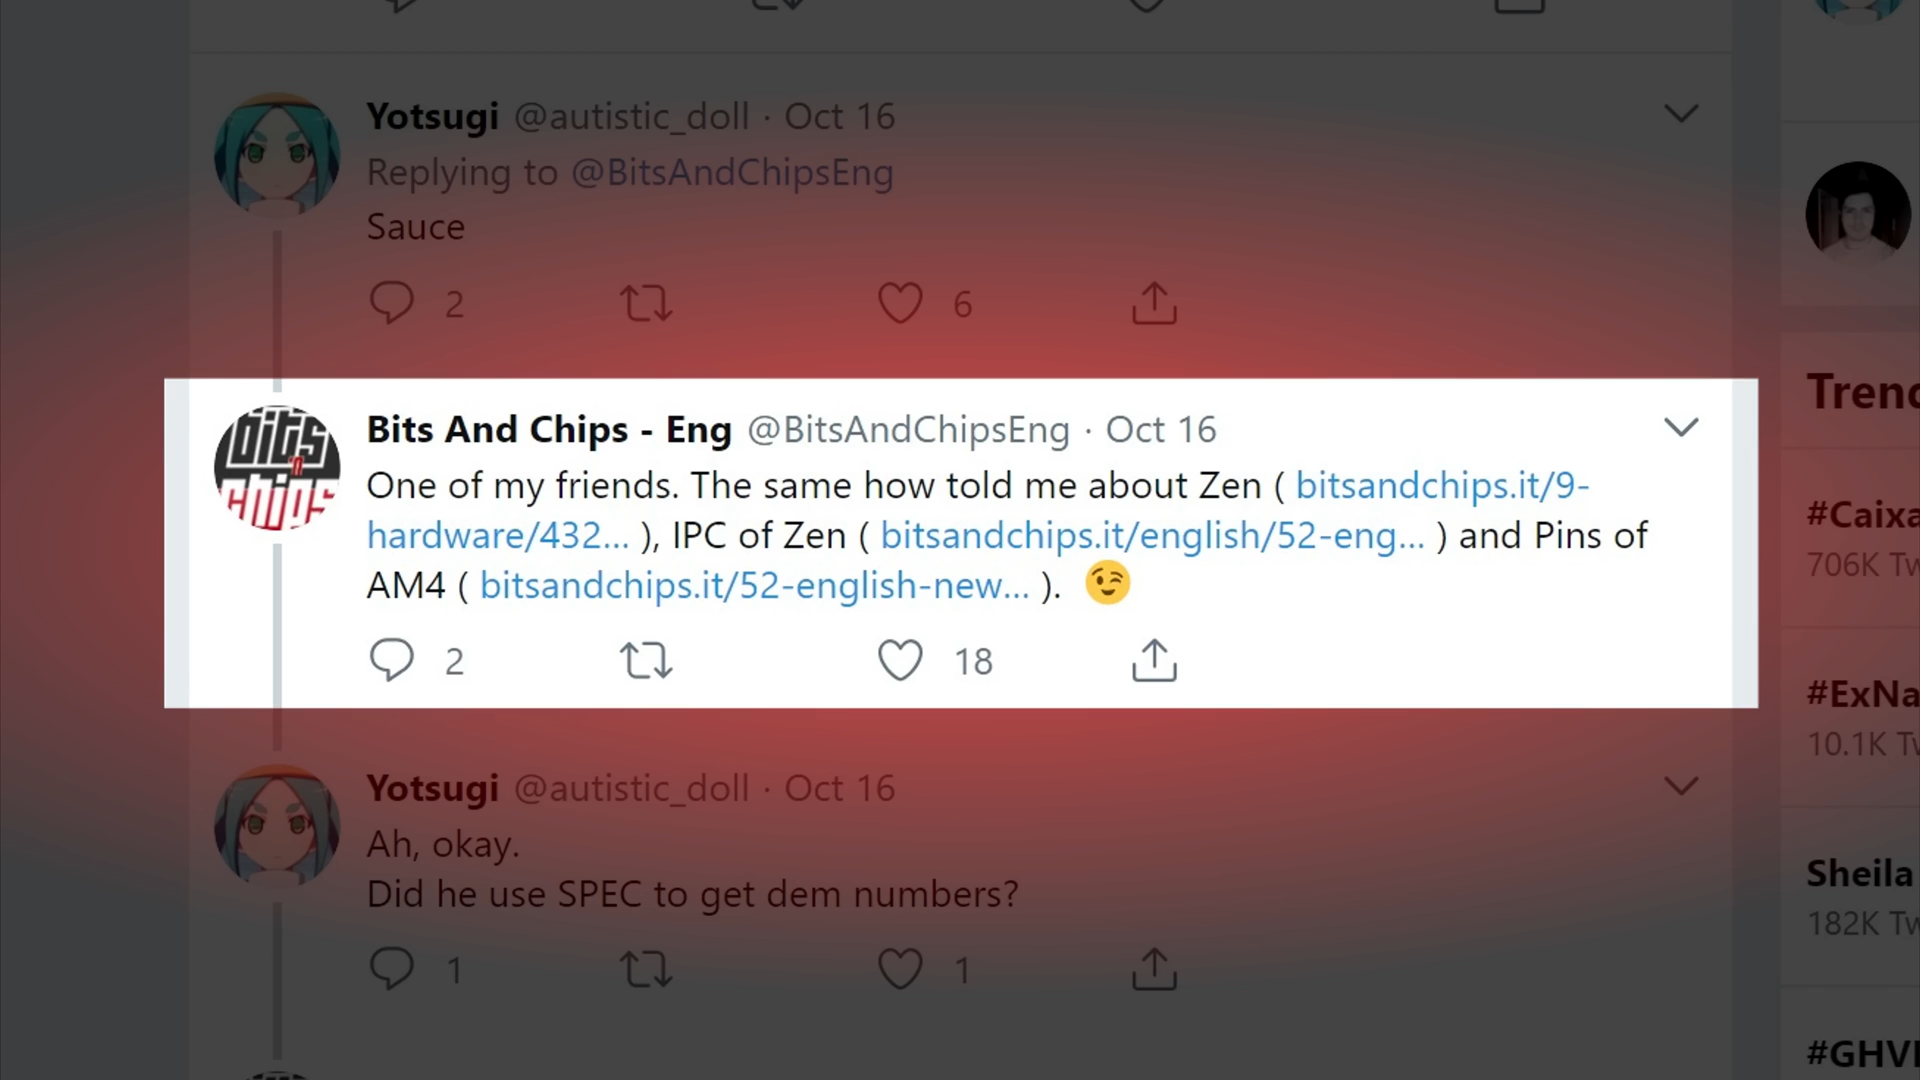 Yotsugi @autistic_doll · Oct 16
Replying to @BitsAndChipsEng
Sauce
2 6
bits
'n
chips
Bits And Chips - Eng @BitsAndChipsEng · Oct 16
One of my friends. The same how told me about Zen ( bitsandchips.it/9-
hardware/432... ), IPC of Zen ( bitsandchips.it/english/52-eng... ) and Pins of
AM4 ( bitsandchips.it/52-english-new... ). 😉
2 18
Yotsugi @autistic_doll · Oct 16
Ah, okay.
Did he use SPEC to get dem numbers?
1 1
Trenc
#Caixa
706K Tw
#ExNa
10.1K Tw
Sheila
182K Tw
#GHVI